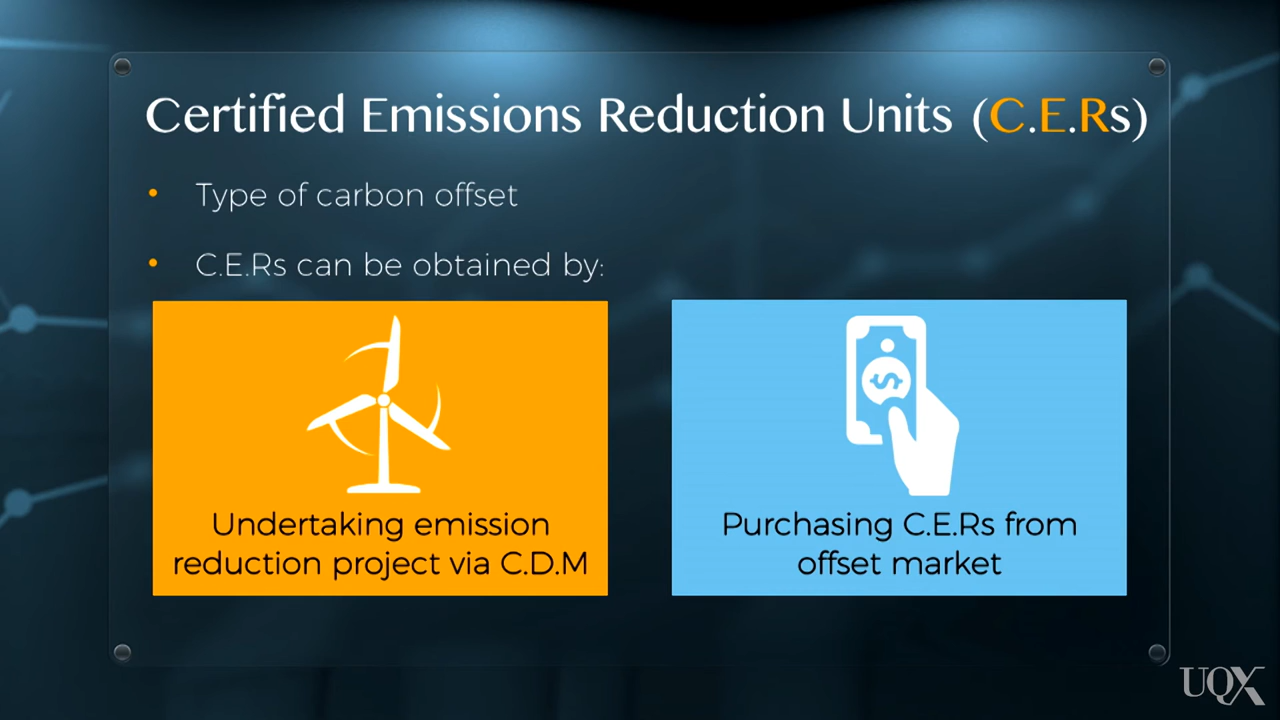 Certified Emissions Reduction Units (C.E.Rs)
• Type of carbon offset
• C.E.Rs can be obtained by:
Undertaking emission
reduction project via C.D.M
$
Purchasing C.E.Rs from
offset market
UQX